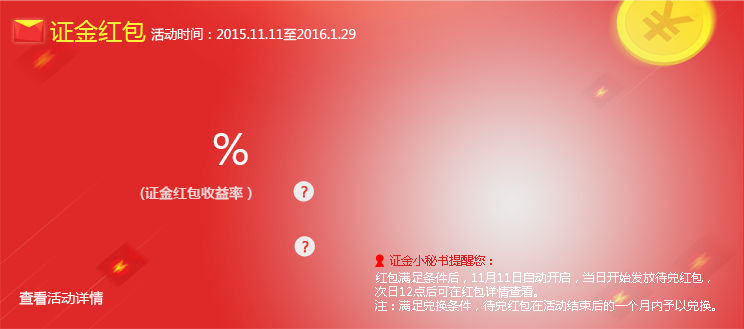 证金红包 活动时间：2015.11.11至2016.1.29
%
(证金红包收益率) ?
?
证金小秘书提醒您：
红包满足条件后，11月11日自动开启，当日开始发放待兑红包，
次日12点后可在红包详情查看。
注：满足兑换条件，待兑红包在活动结束后的一个月内予以兑换。
查看活动详情
¥